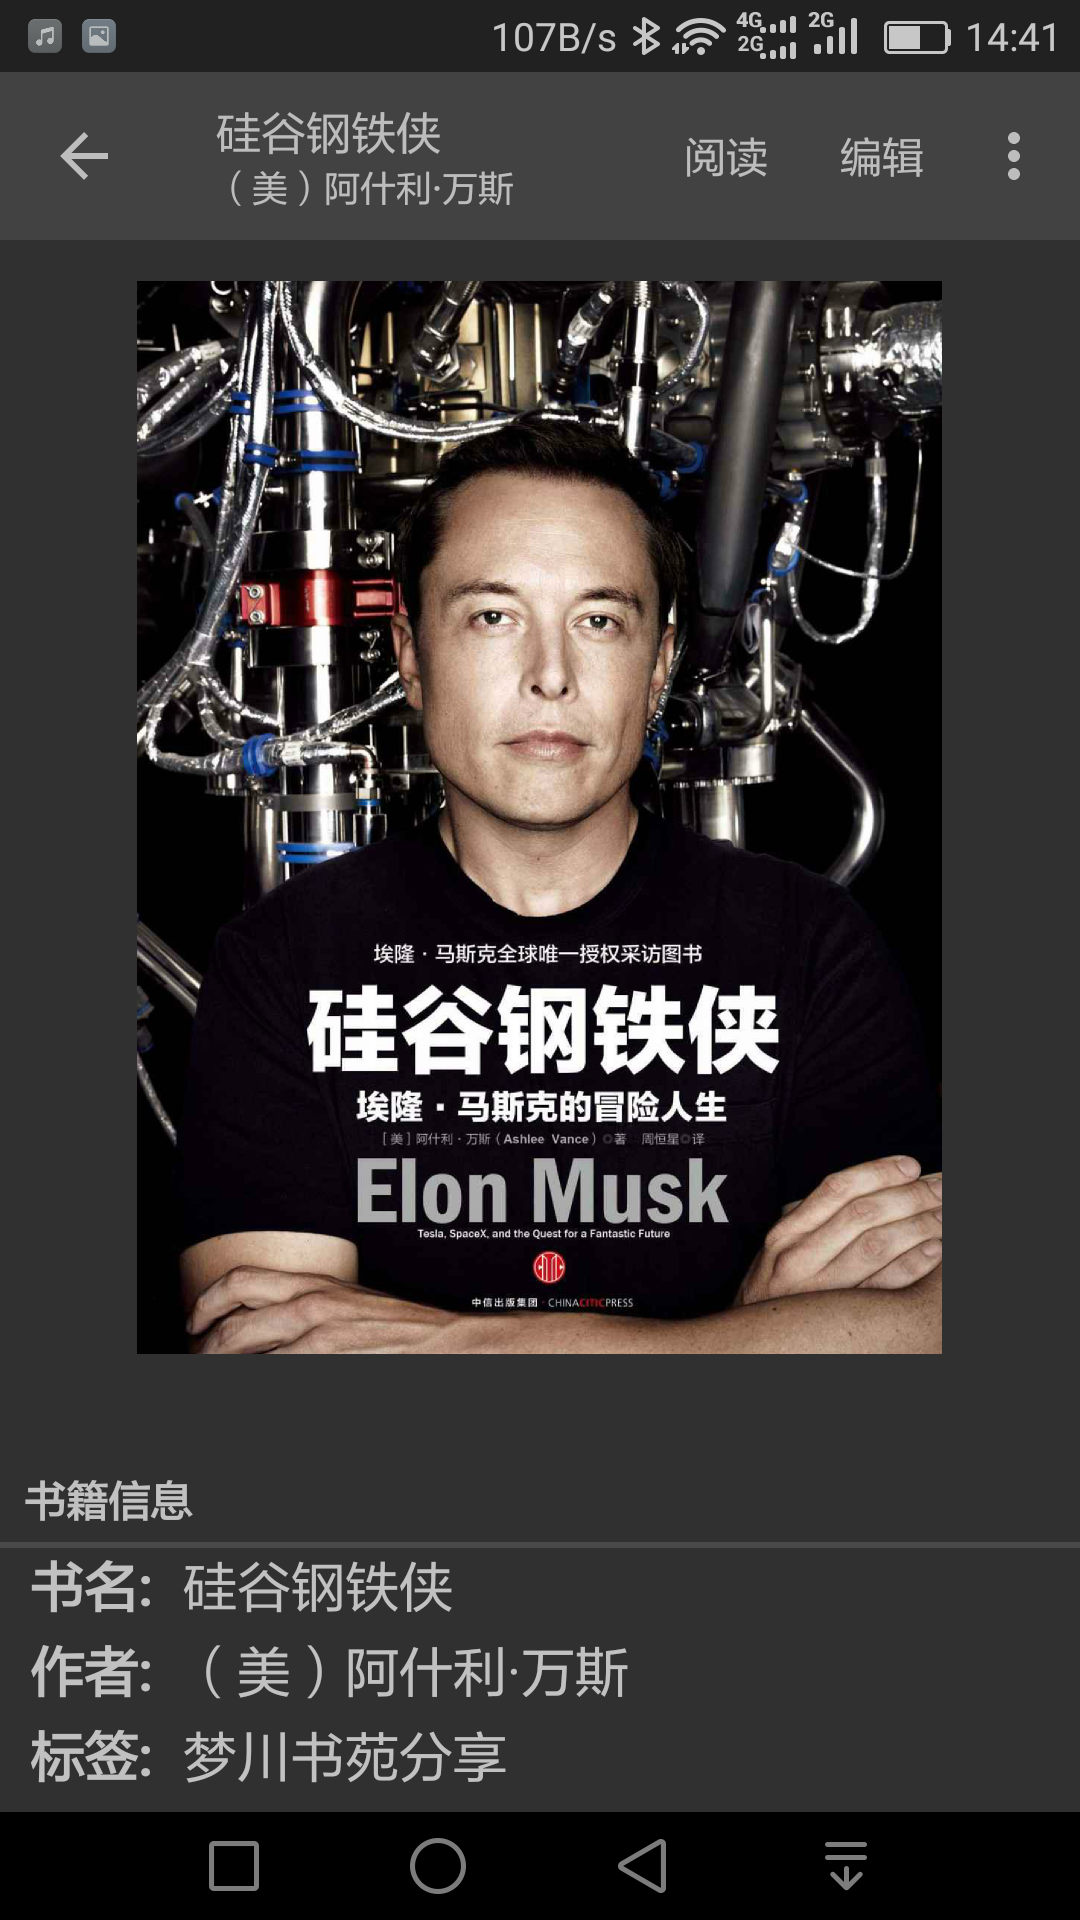 107B/s 4G 2G 2G 14:41
硅谷钢铁侠
（美）阿什利·万斯
阅读 编辑
埃隆·马斯克全球唯一授权采访图书
硅谷钢铁侠
埃隆·马斯克的冒险人生
［美］阿什利·万斯（Ashlee Vance）◎著 周恒星◎译
Elon Musk
Tesla, SpaceX, and the Quest for a Fantastic Future
中信出版集团·CHINACITICPRESS
书籍信息
书名: 硅谷钢铁侠
作者: （美）阿什利·万斯
标签: 梦川书苑分享